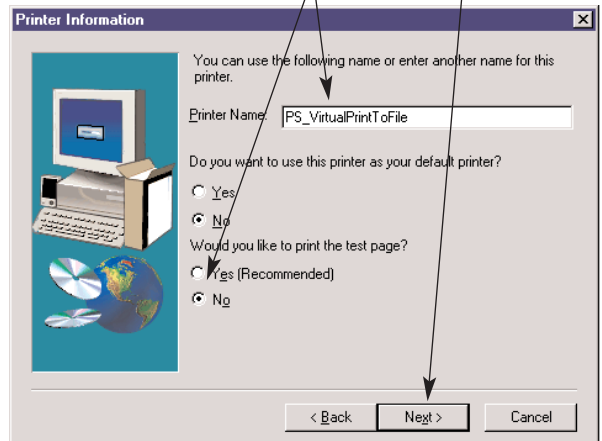 Printer Information
You can use the following name or enter another name for this
printer.
Printer Name: PS_VirtualPrintToFile
Do you want to use this printer as your default printer?
Yes
No
Would you like to print the test page?
Yes (Recommended)
No
< Back Next > Cancel